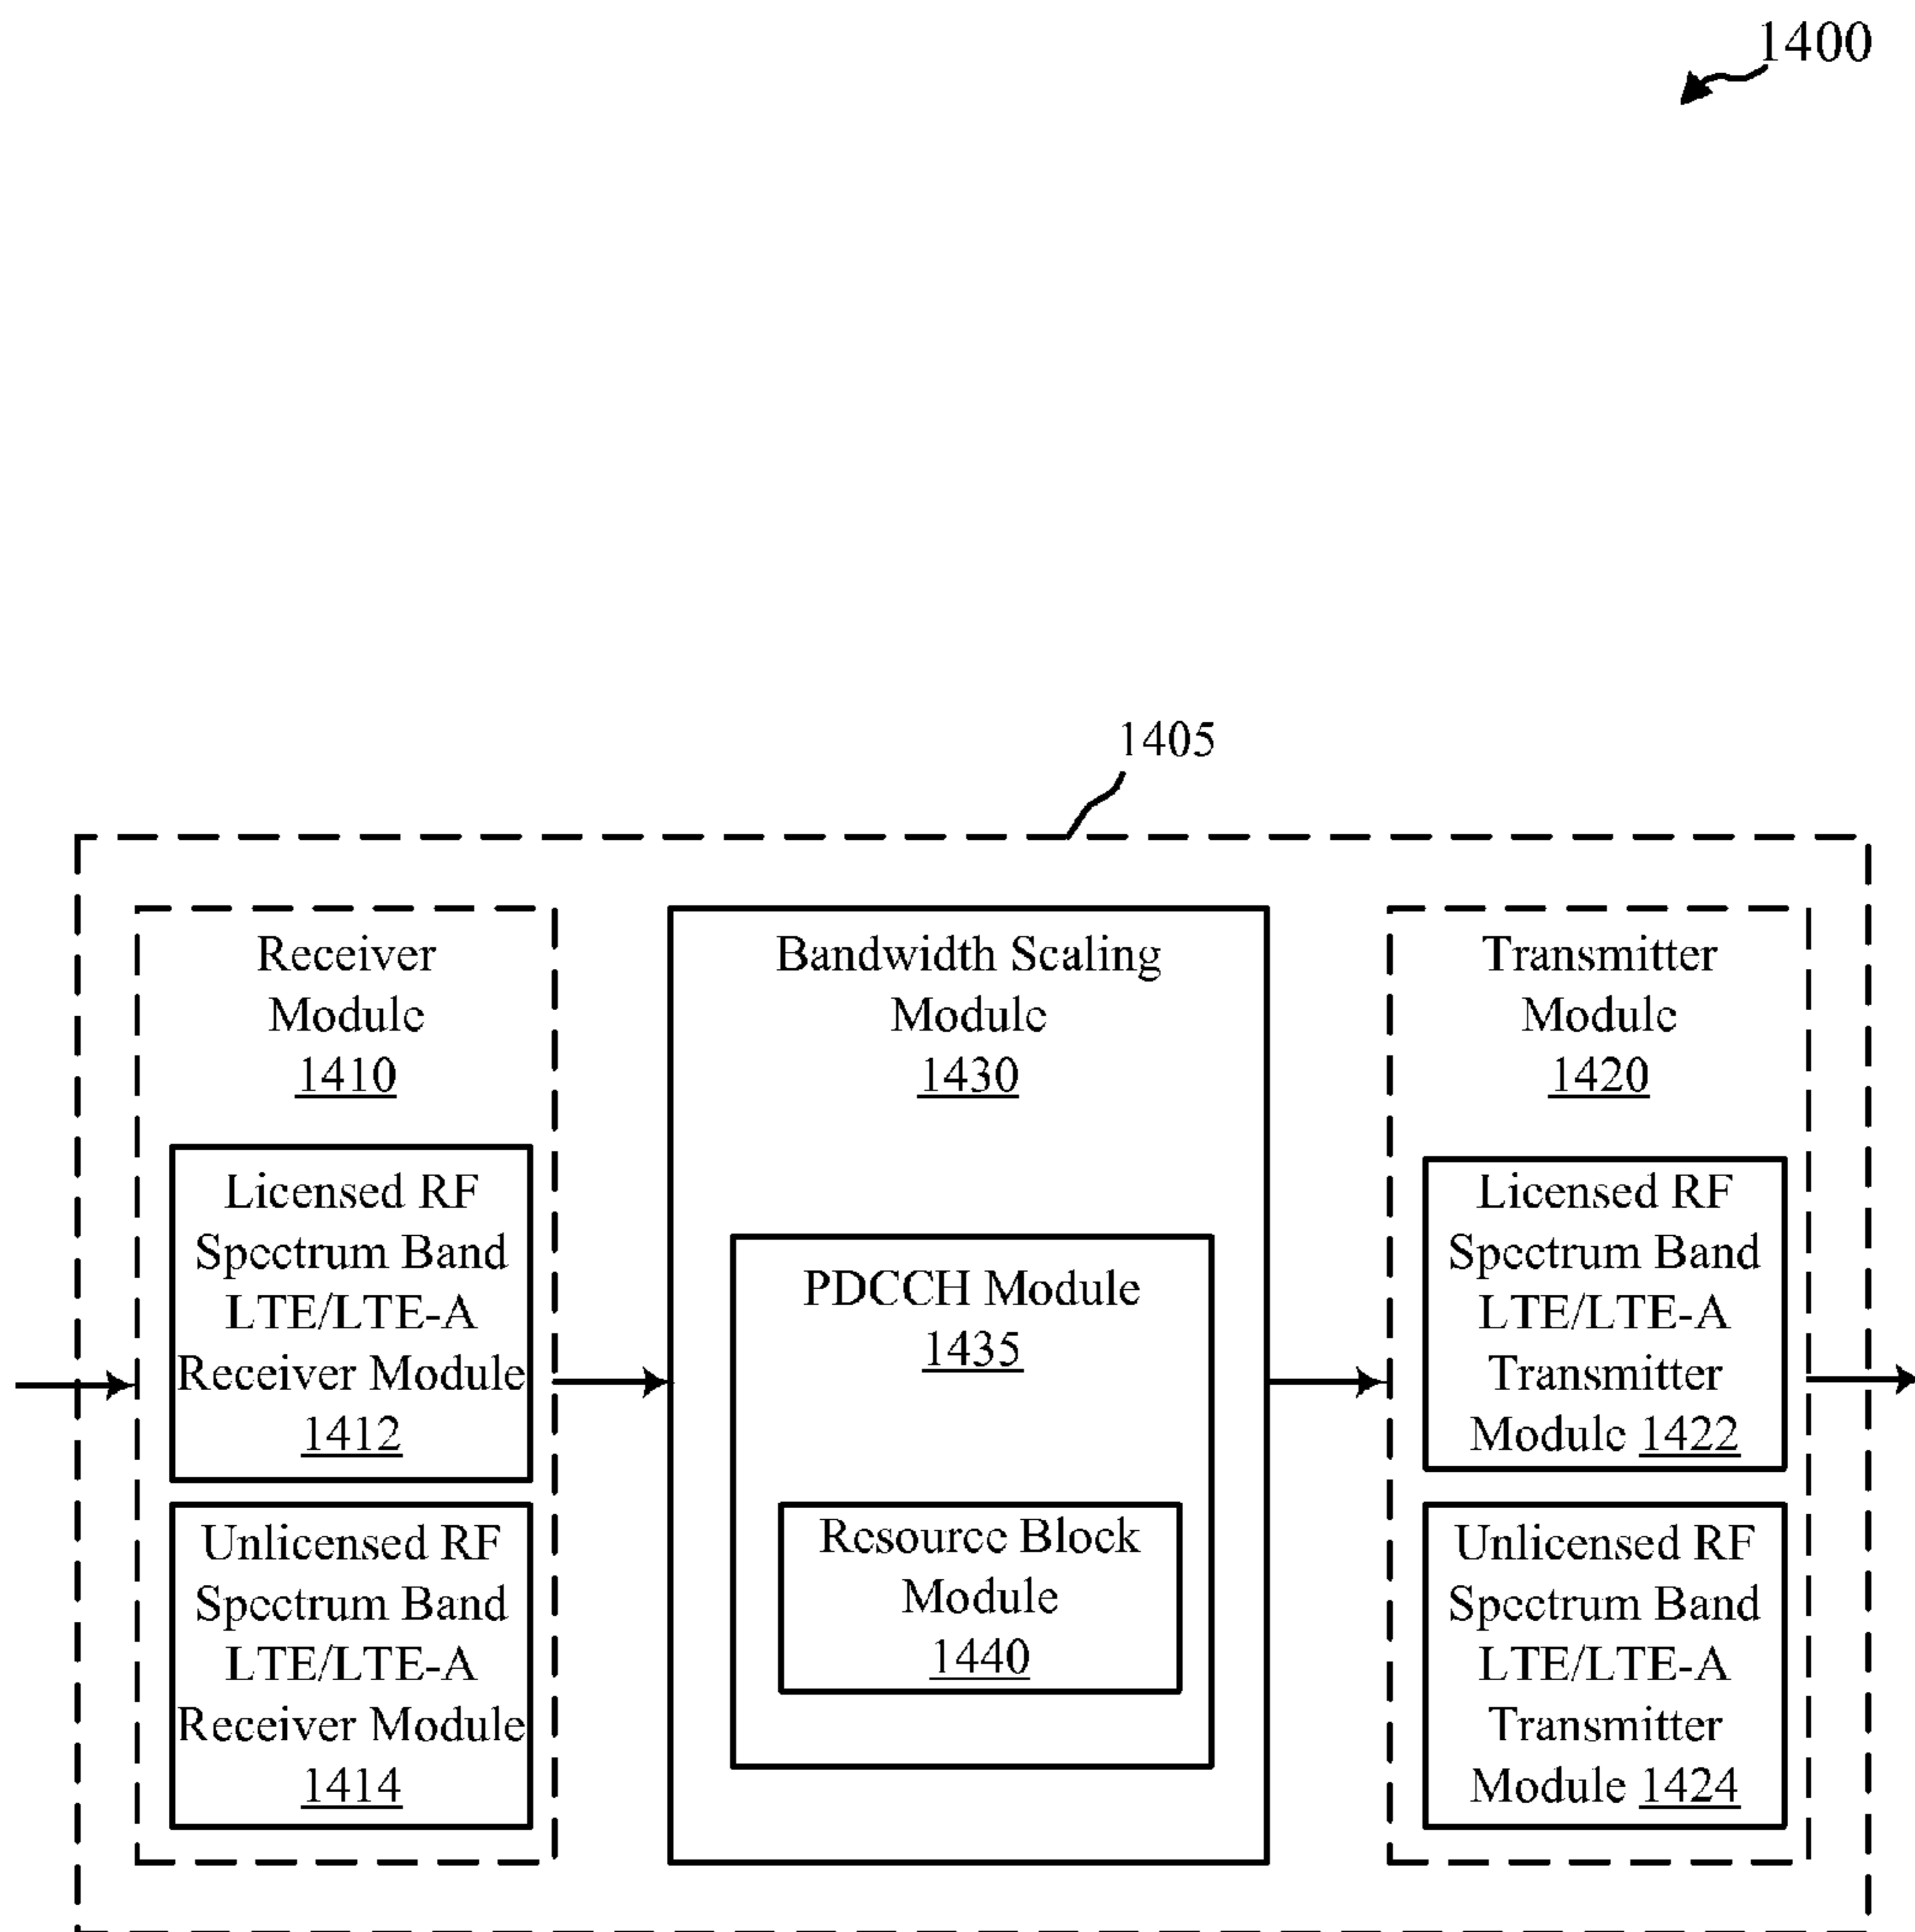 1400
1405
Receiver
Module
1410
Licensed RF
Spectrum Band
LTE/LTE-A
Receiver Module
1412
Unlicensed RF
Spectrum Band
LTE/LTE-A
Receiver Module
1414
Bandwidth Scaling
Module
1430
PDCCH Module
1435
Resource Block
Module
1440
Transmitter
Module
1420
Licensed RF
Spectrum Band
LTE/LTE-A
Transmitter
Module 1422
Unlicensed RF
Spectrum Band
LTE/LTE-A
Transmitter
Module 1424